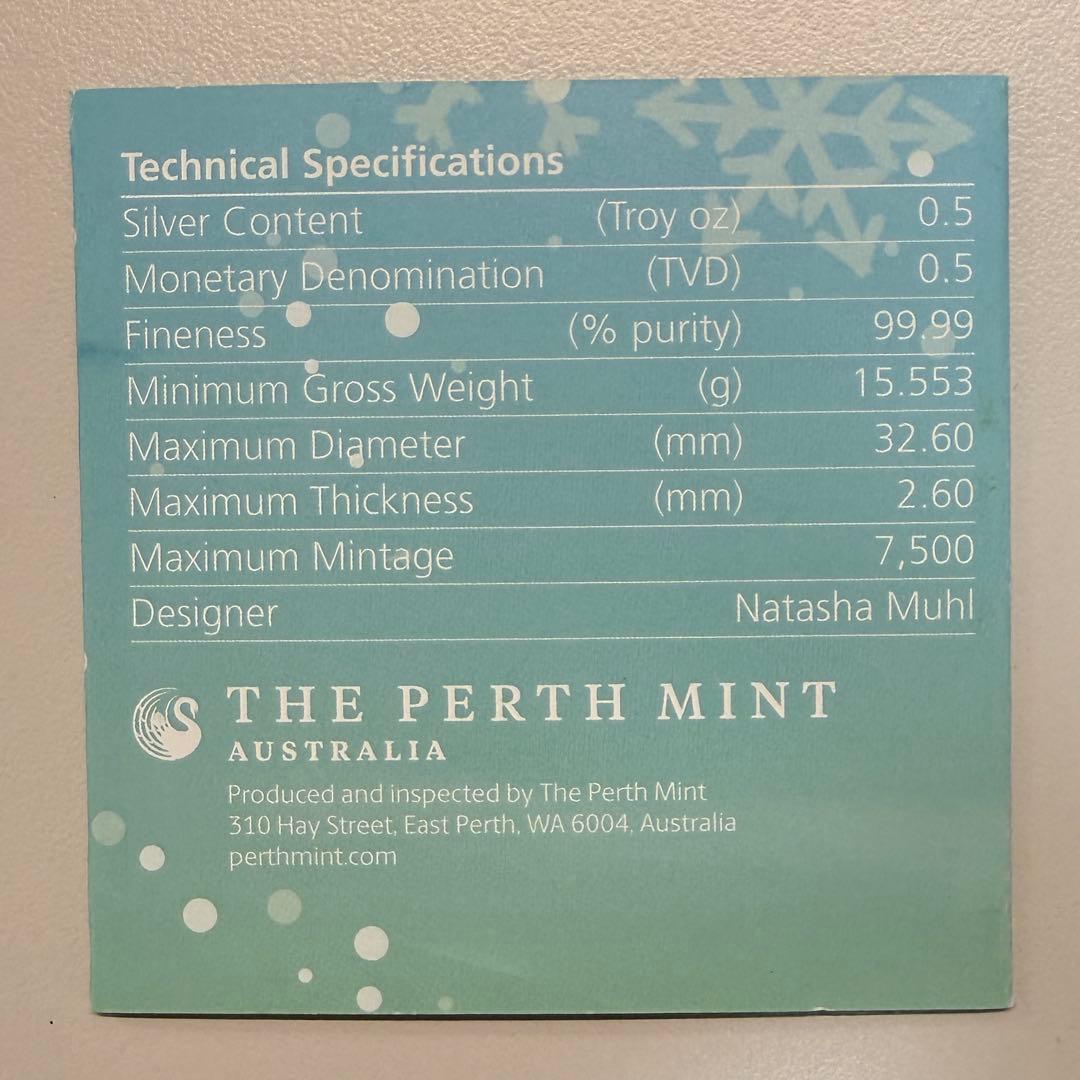 Technical Specifications
Silver Content (Troy oz) 0.5
Monetary Denomination (TVD) 0.5
Fineness (% purity) 99.99
Minimum Gross Weight (g) 15.553
Maximum Diameter (mm) 32.60
Maximum Thickness (mm) 2.60
Maximum Mintage 7,500
Designer Natasha Muhl
THE PERTH MINT
AUSTRALIA
Produced and inspected by The Perth Mint
310 Hay Street, East Perth, WA 6004, Australia
perthmint.com